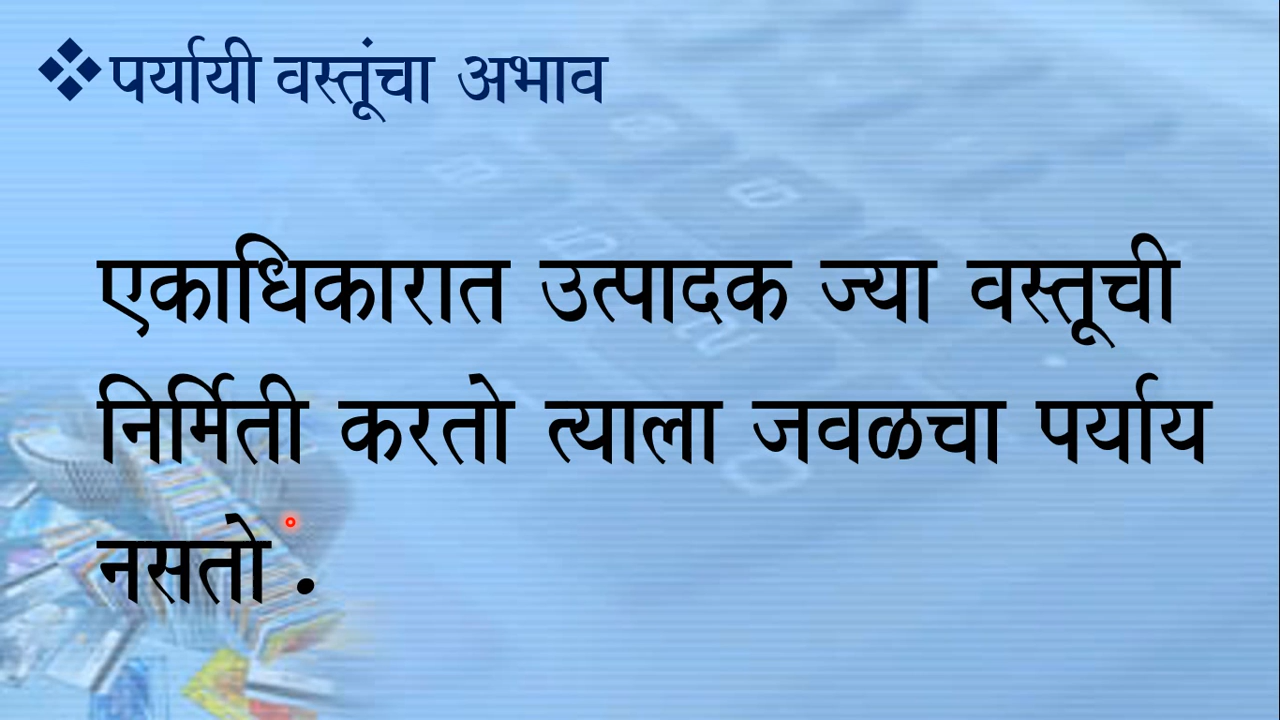 ❖पर्यायी वस्तूंचा अभाव
एकाधिकारात उत्पादक ज्या वस्तूची
निर्मिती करतो त्याला जवळचा पर्याय
नसतो.